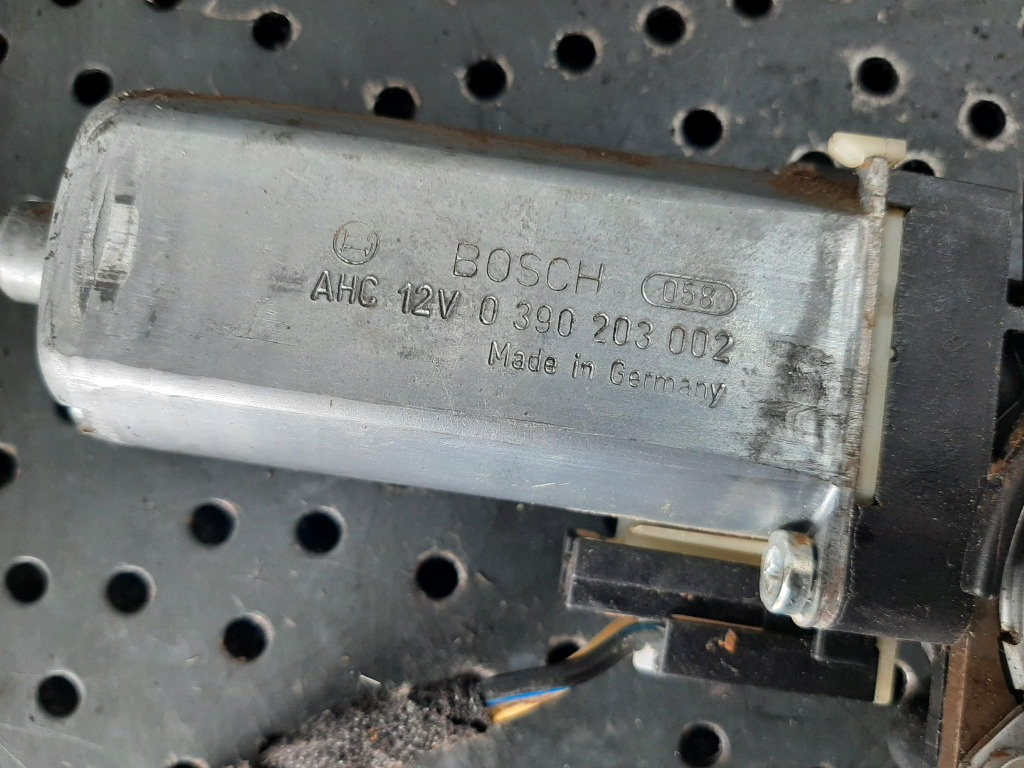 BOSCH 058
AHC 12V 0 390 203 002
Made in Germany